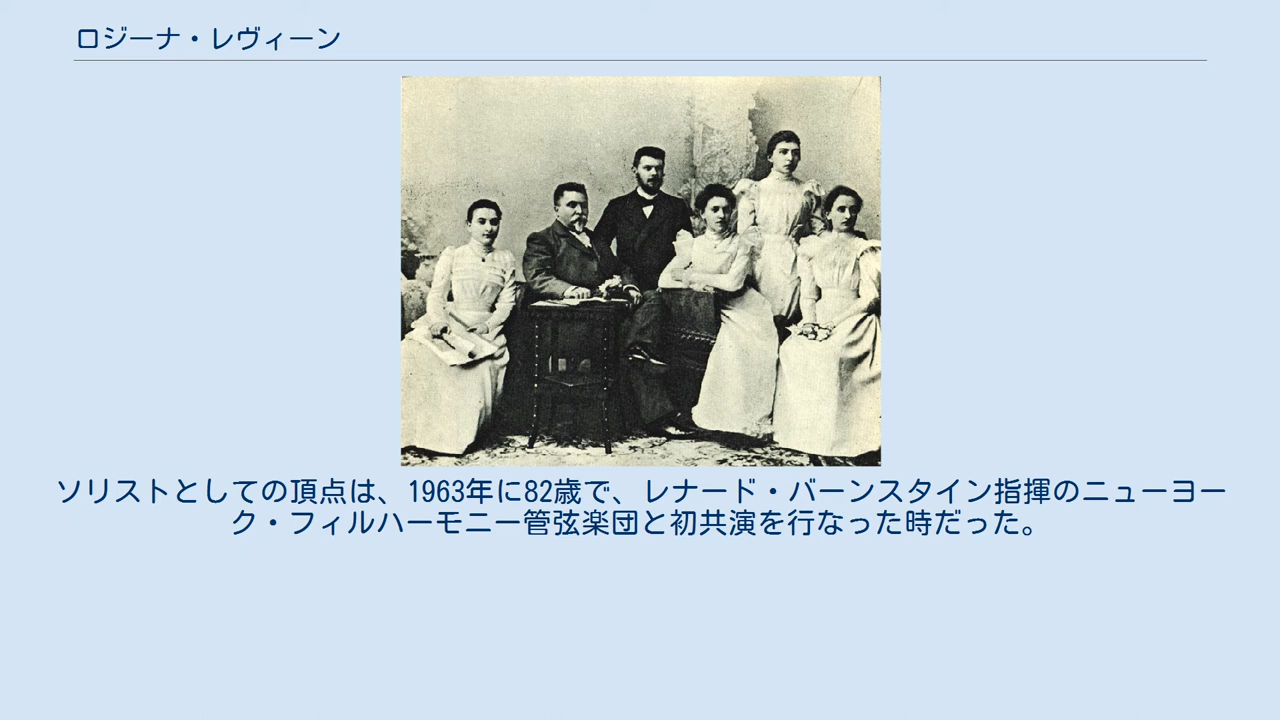 ロジーナ・レヴィーン
ソリストとしての頂点は、1963年に82歳で、レナード・バーンスタイン指揮のニューヨー
ク・フィルハーモニー管弦楽団と初共演を行なった時だった。